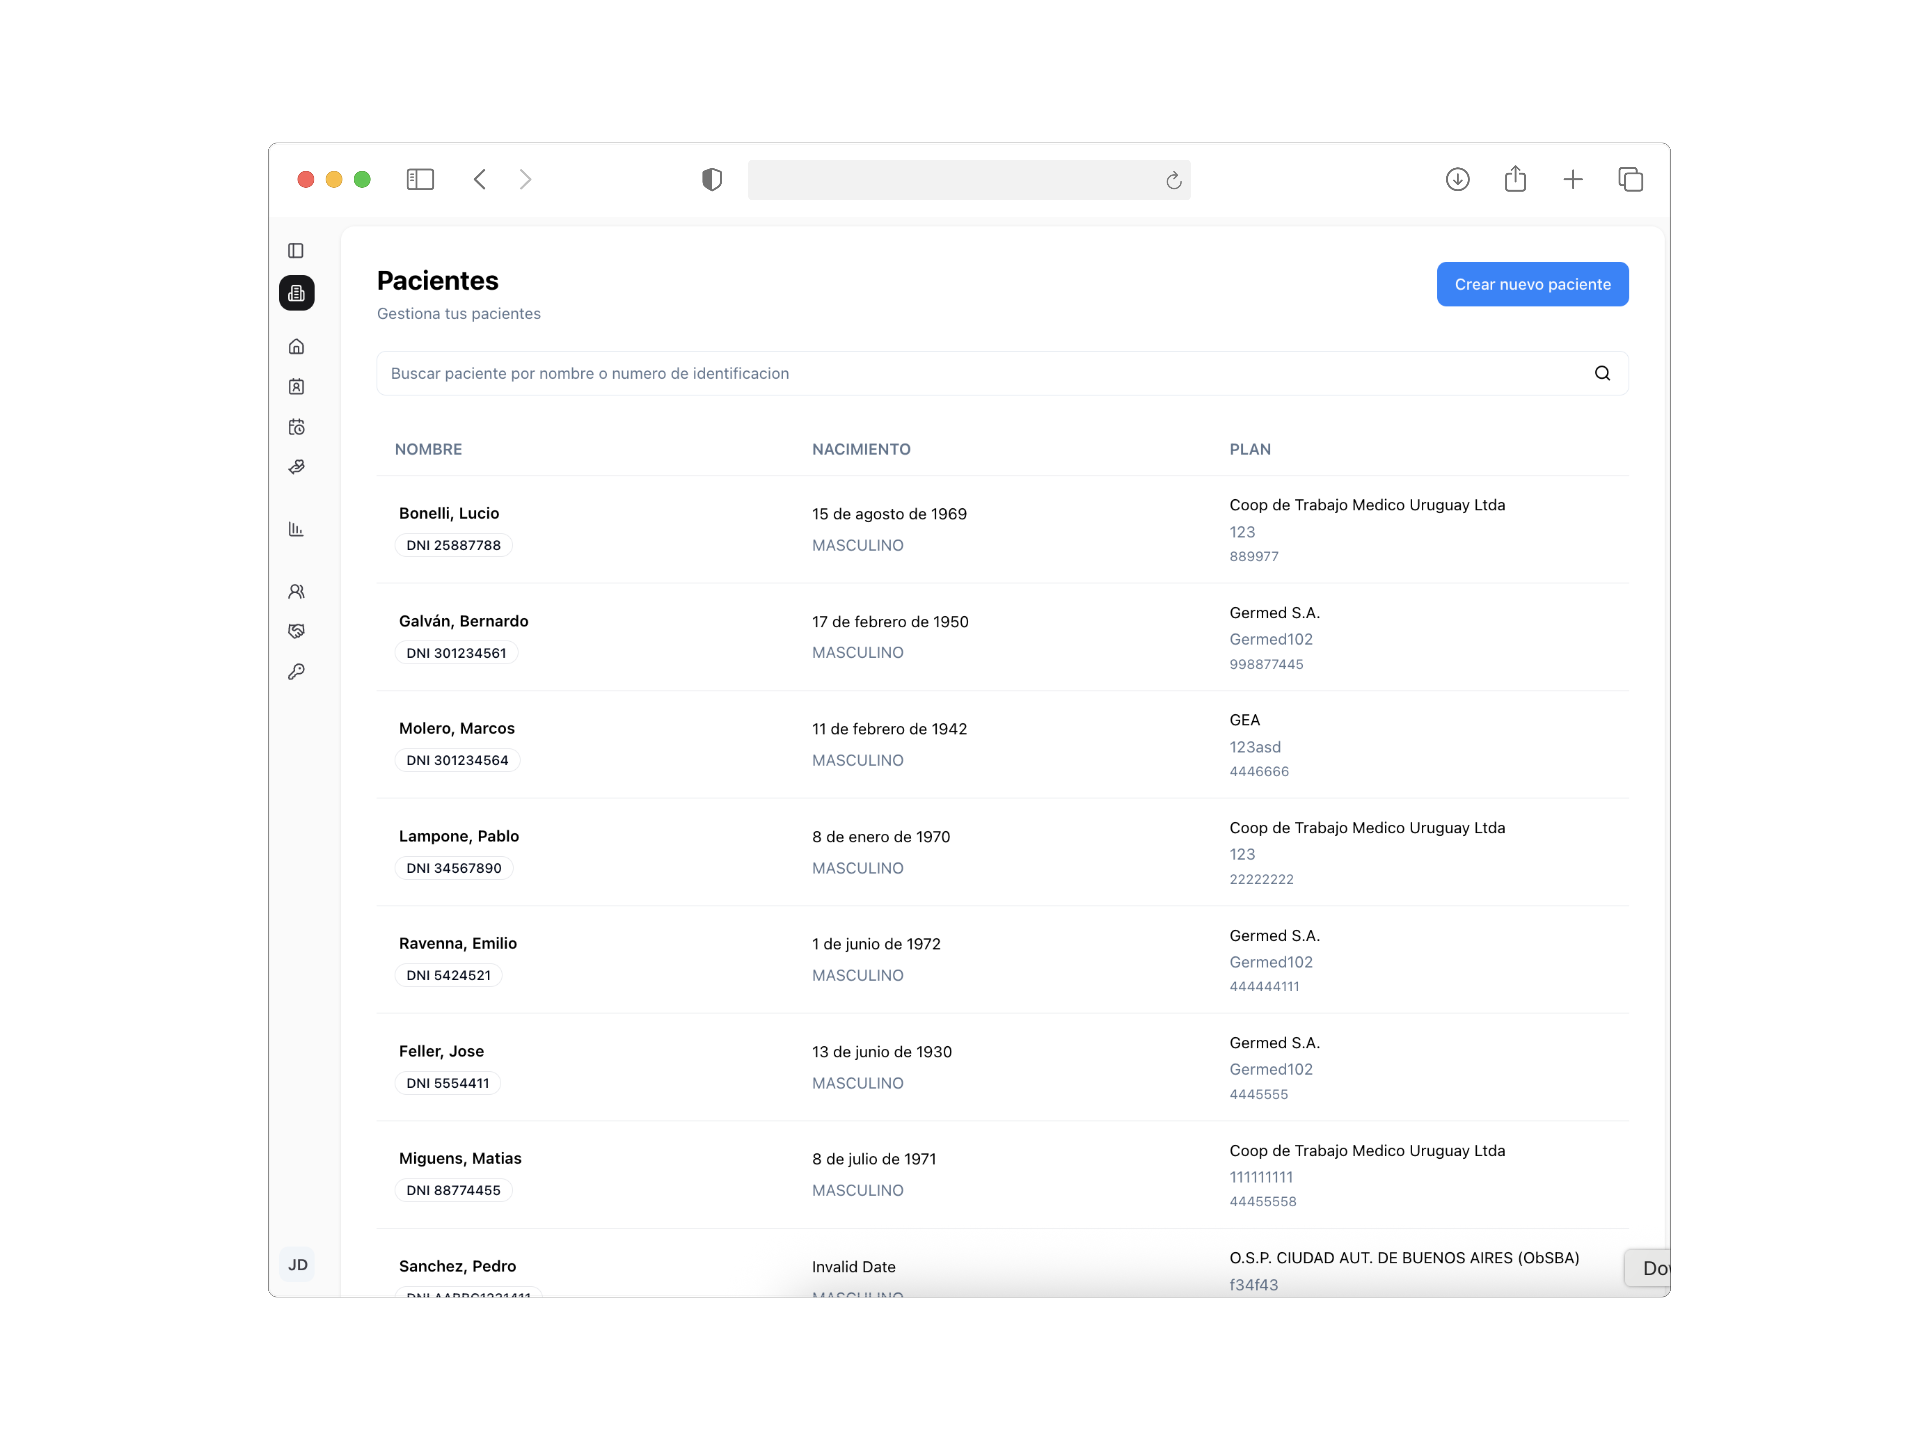 Pacientes
Crear nuevo paciente
Gestiona tus pacientes
Buscar paciente por nombre o numero de identificacion
NOMBRE NACIMIENTO PLAN
Bonelli, Lucio
DNI 25887788
15 de agosto de 1969
MASCULINO
Coop de Trabajo Medico Uruguay Ltda
123
889977
Galván, Bernardo
DNI 301234561
17 de febrero de 1950
MASCULINO
Germed S.A.
Germed102
998877445
Molero, Marcos
DNI 301234564
11 de febrero de 1942
MASCULINO
GEA
123asd
4446666
Lampone, Pablo
DNI 34567890
8 de enero de 1970
MASCULINO
Coop de Trabajo Medico Uruguay Ltda
123
22222222
Ravenna, Emilio
DNI 5424521
1 de junio de 1972
MASCULINO
Germed S.A.
Germed102
444444111
Feller, Jose
DNI 5554411
13 de junio de 1930
MASCULINO
Germed S.A.
Germed102
4445555
Miguens, Matias
DNI 88774455
8 de julio de 1971
MASCULINO
Coop de Trabajo Medico Uruguay Ltda
111111111
44455558
Sanchez, Pedro
DNI
Invalid Date
MASCULINO
O.S.P. CIUDAD AUT. DE BUENOS AIRES (ObSBA)
f34f43
JD